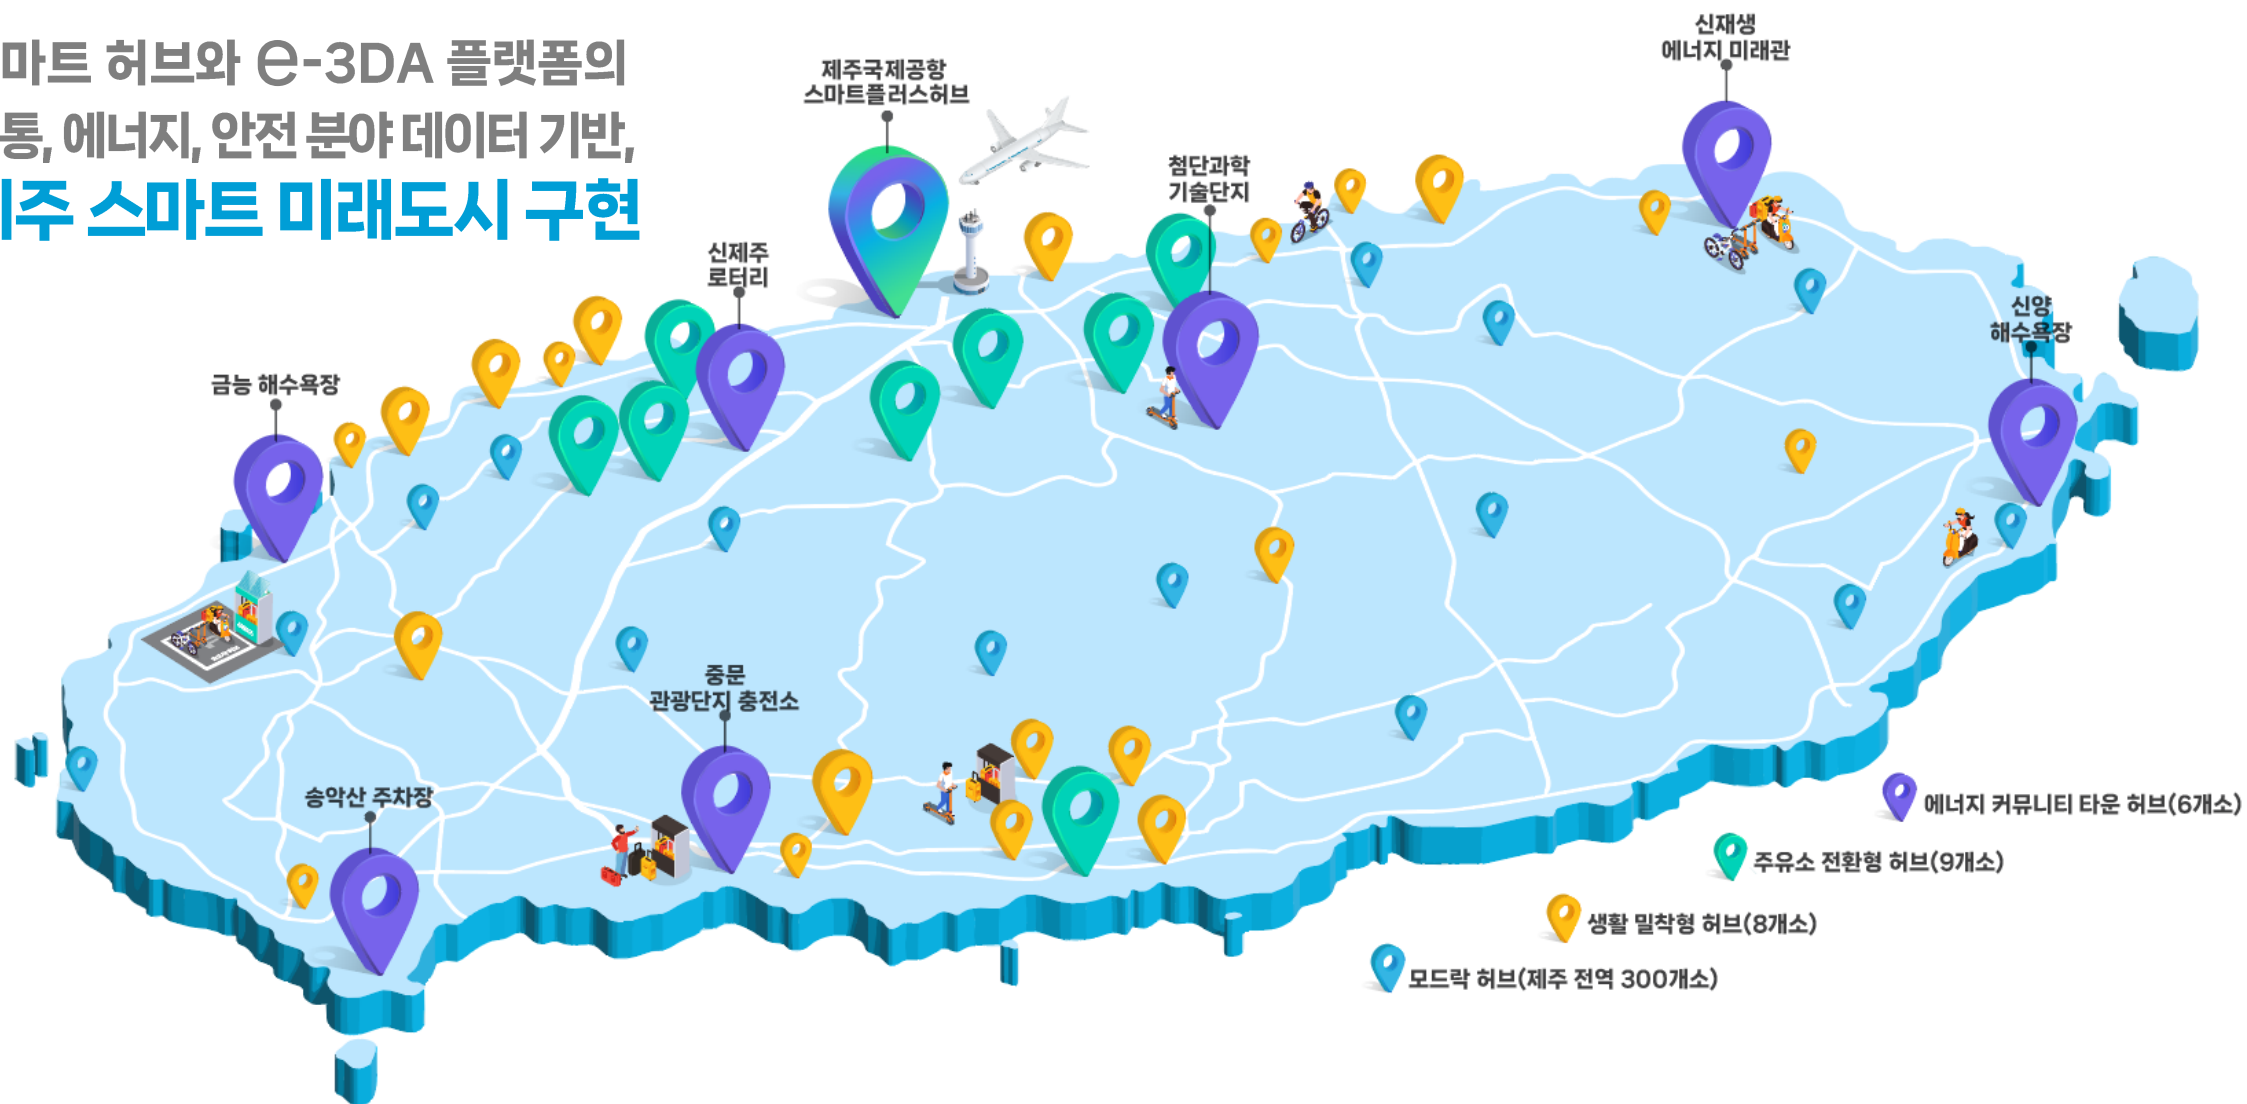 마트 허브와 e-3DA 플랫폼의
통, 에너지, 안전 분야 데이터 기반,
주 스마트 미래도시 구현
신재생
에너지 미래관
제주국제공항
스마트플러스허브
첨단과학
기술단지
신제주
로터리
신양
해수욕장
금능 해수욕장
중문
관광단지 충전소
송악산 주차장
에너지 커뮤니티 타운 허브(6개소)
주유소 전환형 허브(9개소)
생활 밀착형 허브(8개소)
모드락 허브(제주 전역 300개소)